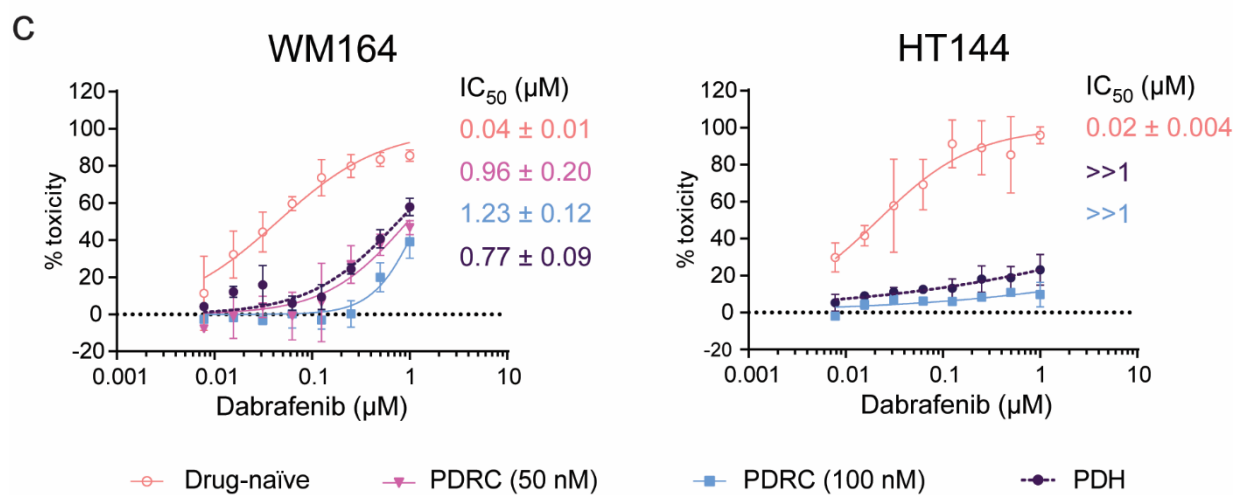 c
WM164
120
100
80
60
40
20
0
-20
% toxicity
0.001
0.01
0.1
1
10
Dabrafenib (µM)
IC50 (µM)
0.04 ± 0.01
0.96 ± 0.20
1.23 ± 0.12
0.77 ± 0.09
HT144
120
100
80
60
40
20
0
-20
% toxicity
0.001
0.01
0.1
1
10
Dabrafenib (µM)
IC50 (µM)
0.02 ± 0.004
>>1
>>1
Drug-naïve
PDRC (50 nM)
PDRC (100 nM)
PDH